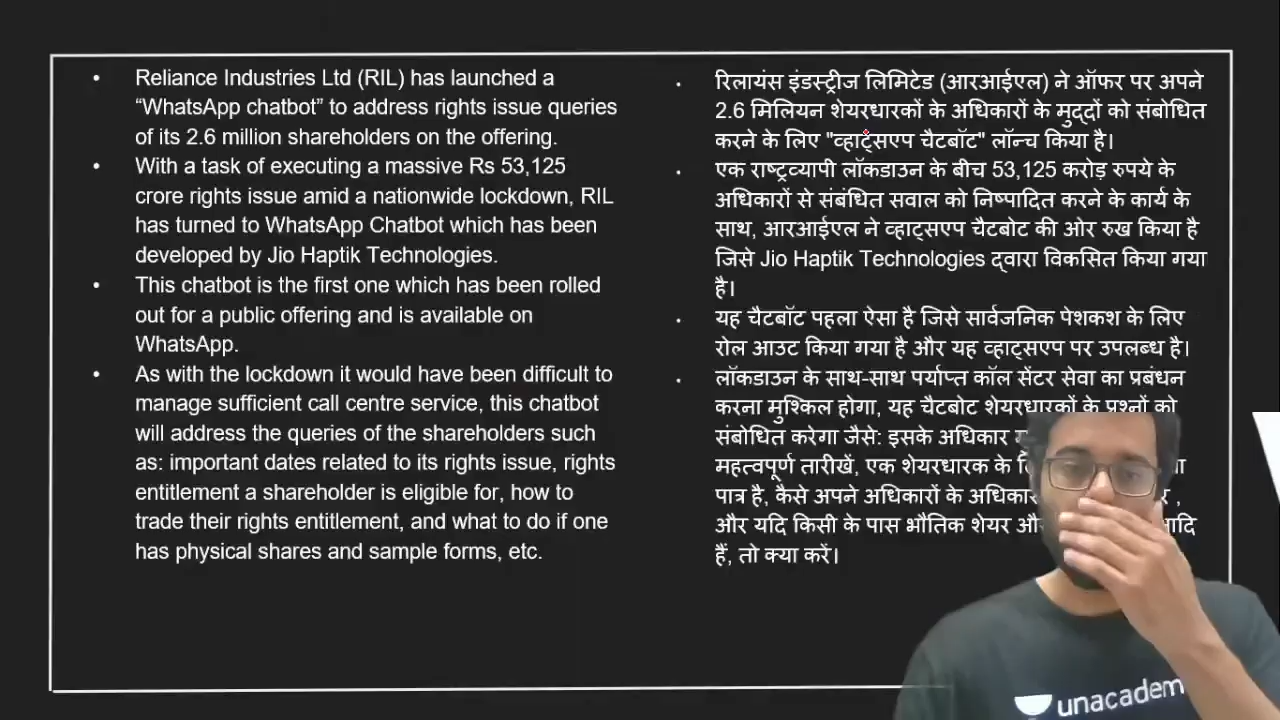 • Reliance Industries Ltd (RIL) has launched a
“WhatsApp chatbot” to address rights issue queries
of its 2.6 million shareholders on the offering.
• With a task of executing a massive Rs 53,125
crore rights issue amid a nationwide lockdown, RIL
has turned to WhatsApp Chatbot which has been
developed by Jio Haptik Technologies.
• This chatbot is the first one which has been rolled
out for a public offering and is available on
WhatsApp.
• As with the lockdown it would have been difficult to
manage sufficient call centre service, this chatbot
will address the queries of the shareholders such
as: important dates related to its rights issue, rights
entitlement a shareholder is eligible for, how to
trade their rights entitlement, and what to do if one
has physical shares and sample forms, etc.
• रिलायंस इंडस्ट्रीज लिमिटेड (आरआईएल) ने ऑफर पर अपने
2.6 मिलियन शेयरधारकों के अधिकारों के मुद्दों को संबोधित
करने के लिए "व्हाट्सएप चैटबॉट" लॉन्च किया है।
• एक राष्ट्रव्यापी लॉकडाउन के बीच 53,125 करोड़ रुपये के
अधिकारों से संबंधित सवाल को निष्पादित करने के कार्य के
साथ, आरआईएल ने व्हाट्सएप चैटबोट की ओर रुख किया है
जिसे Jio Haptik Technologies द्वारा विकसित किया गया
है।
• यह चैटबॉट पहला ऐसा है जिसे सार्वजनिक पेशकश के लिए
रोल आउट किया गया है और यह व्हाट्सएप पर उपलब्ध है।
• लॉकडाउन के साथ-साथ पर्याप्त कॉल सेंटर सेवा का प्रबंधन
करना मुश्किल होगा, यह चैटबोट शेयरधारकों के प्रश्नों को
संबोधित करेगा जैसे: इसके अधिकार
महत्वपूर्ण तारीखें, एक शेयरधारक के
पात्र है, कैसे अपने अधिकारों के
और यदि किसी के पास भौतिक शेयर
हैं, तो क्या करें।
unacadem